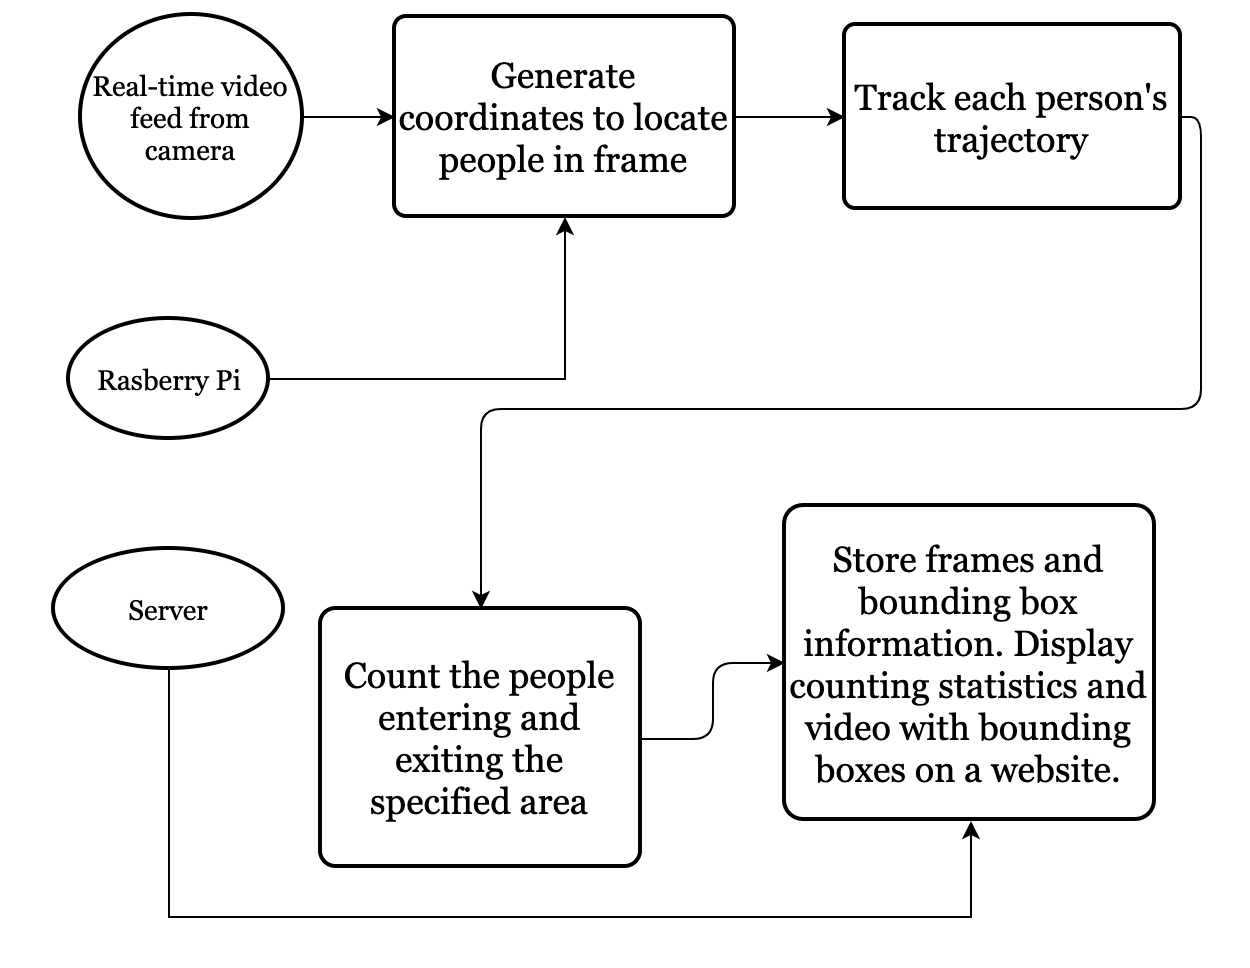 Real-time video
feed from
camera
Generate
coordinates to locate
people in frame
Track each person's
trajectory
Rasberry Pi
Server
Count the people
entering and
exiting the
specified area
Store frames and
bounding box
information. Display
counting statistics and
video with bounding
boxes on a website.